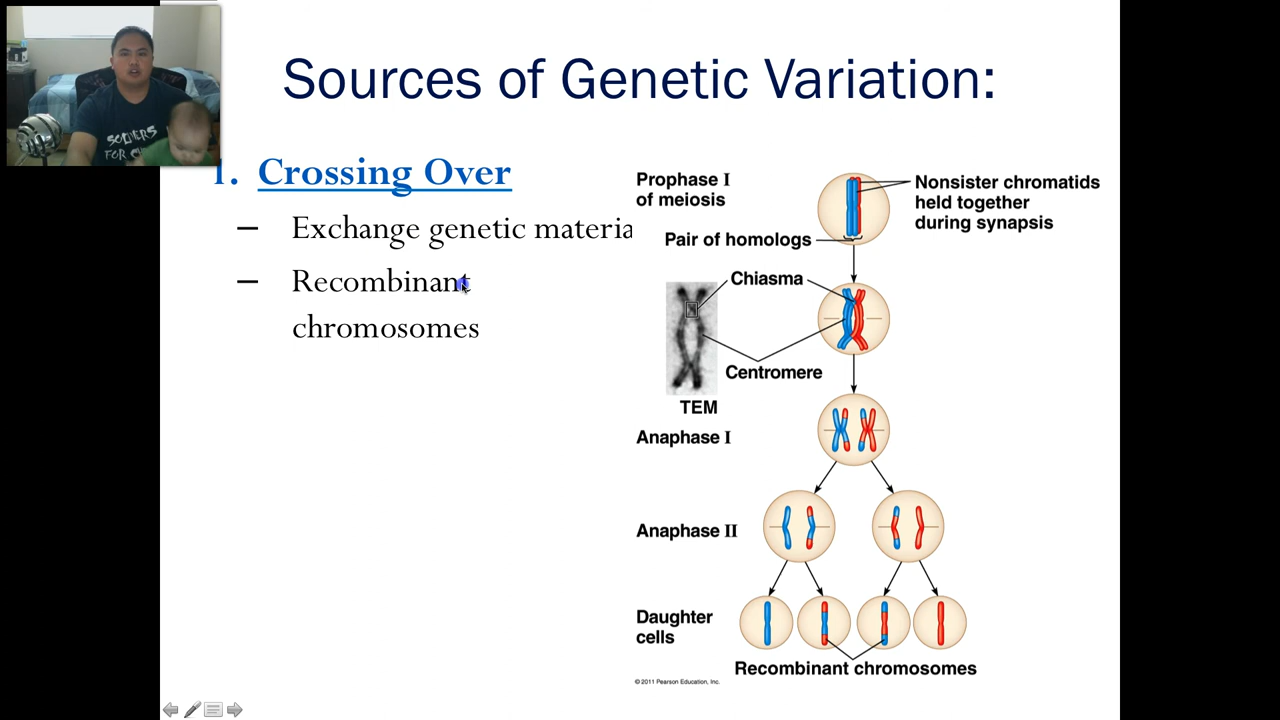 Sources of Genetic Variation:
1. Crossing Over
– Exchange genetic materia
– Recombinant
chromosomes
Prophase I
of meiosis
Nonsister chromatids
held together
during synapsis
Pair of homologs
Chiasma
Centromere
TEM
Anaphase I
Anaphase II
Daughter
cells
Recombinant chromosomes
© 2011 Pearson Education, Inc.